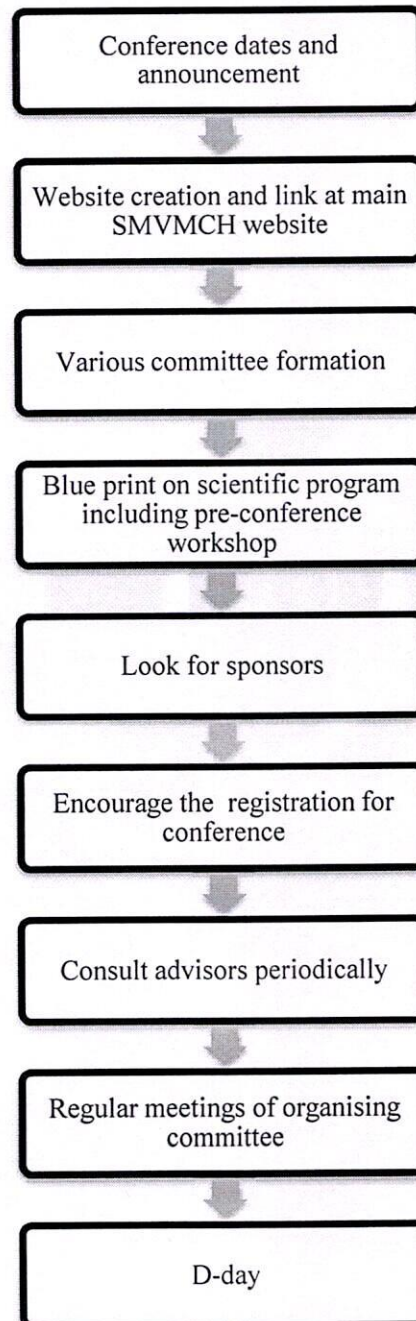 Conference dates and
announcement
Website creation and link at main
SMVMCH website
Various committee formation
Blue print on scientific program
including pre-conference
workshop
Look for sponsors
Encourage the registration for
conference
Consult advisors periodically
Regular meetings of organising
committee
D-day